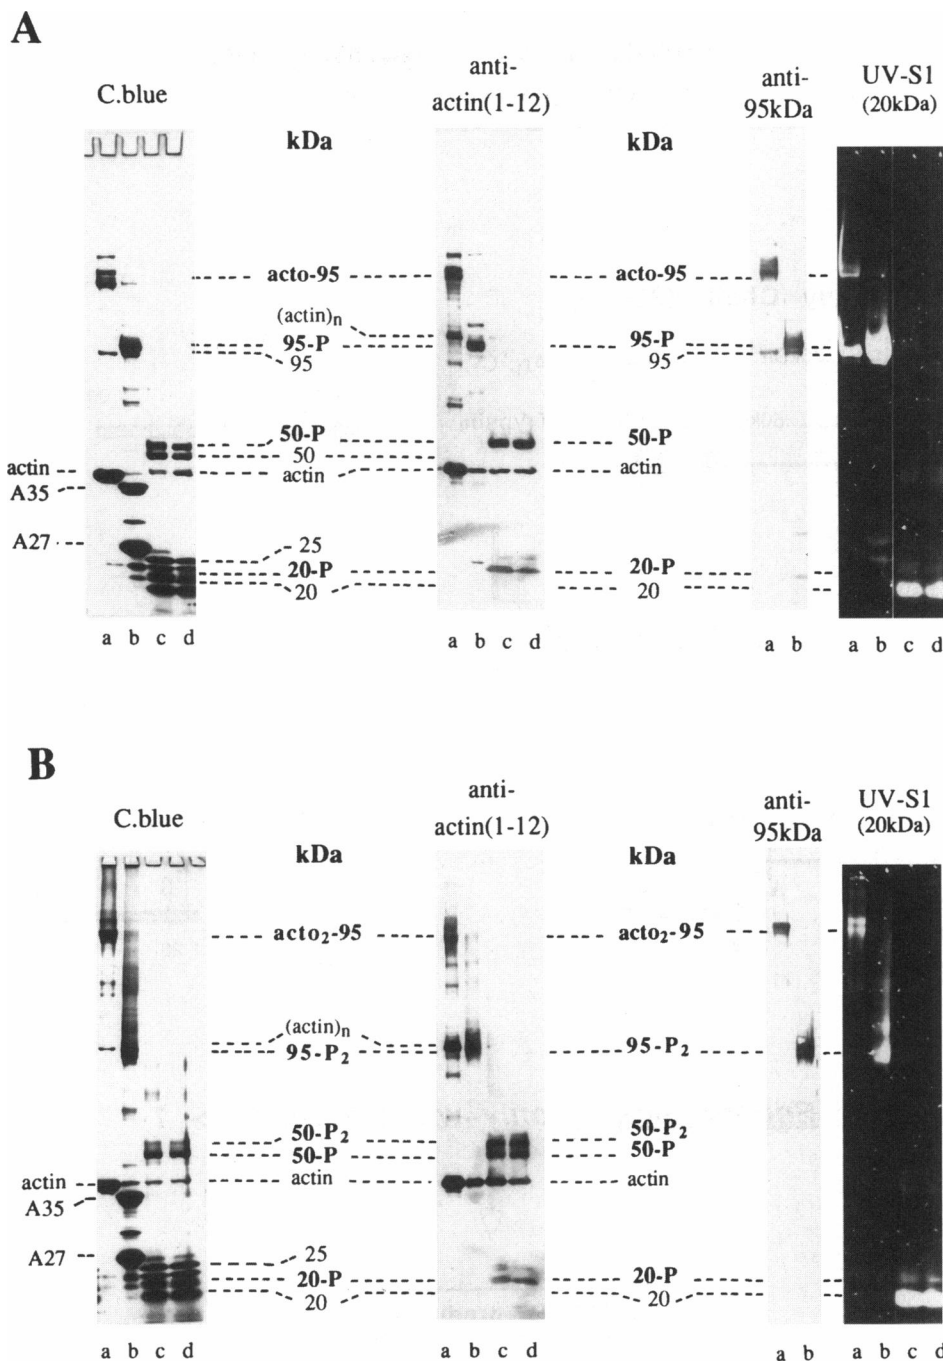 A
C.blue
kDa
anti-
actin(1-12)
kDa
anti-
95kDa
UV-S1
(20kDa)
acto-95
(actin)n
95-P
95
95-P
95
50-P
50
50-P
actin
actin
actin
A35
A27
25
20-P
20
20-P
20
a b c d
a b c d
a b
a b c d
B
C.blue
kDa
anti-
actin(1-12)
kDa
anti-
95kDa
UV-S1
(20kDa)
acto₂-95
acto₂-95
(actin)n
95-P₂
95-P₂
50-P₂
50-P
50-P₂
50-P
actin
actin
actin
A35
A27
25
20-P
20
20-P
20
a b c d
a b c d
a b
a b c d